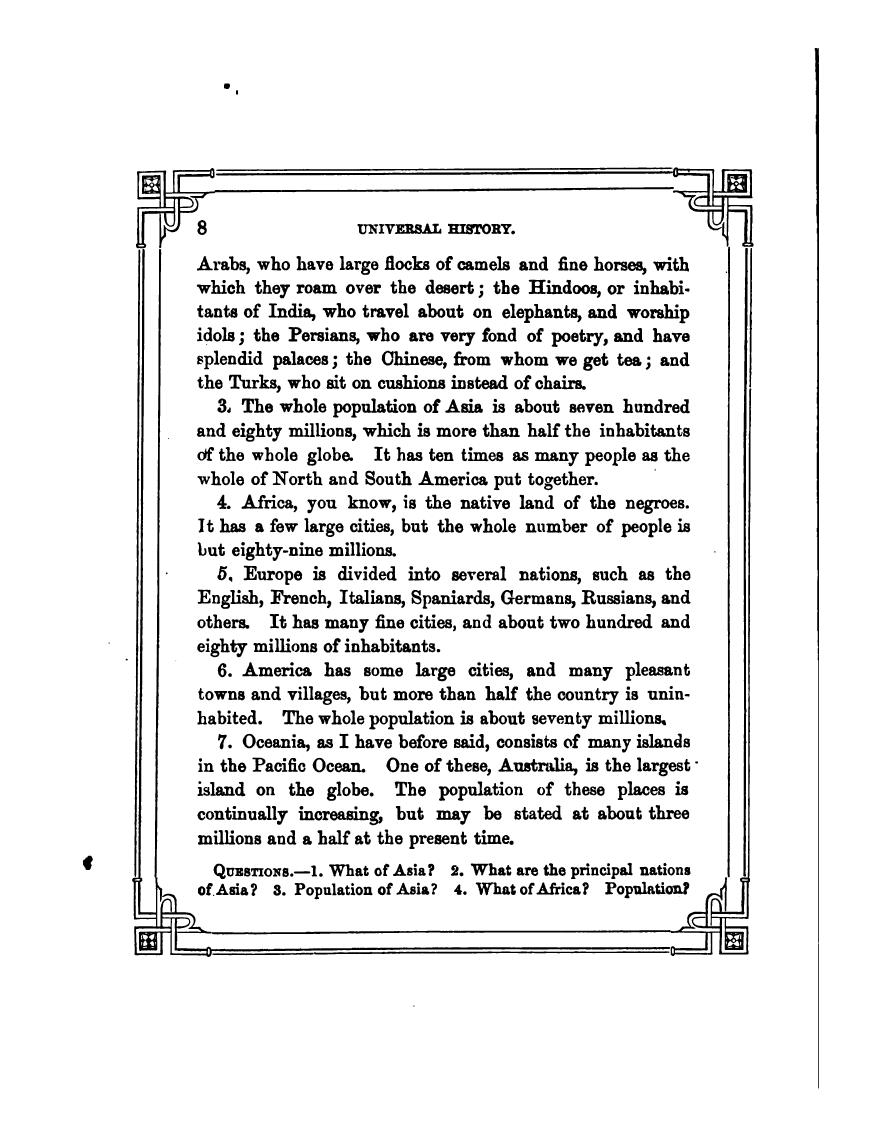 8 UNIVERSAL HISTORY.
Arabs, who have large flocks of camels and fine horses, with
which they roam over the desert; the Hindoos, or inhabi-
tants of India, who travel about on elephants, and worship
idols; the Persians, who are very fond of poetry, and have
splendid palaces; the Chinese, from whom we get tea; and
the Turks, who sit on cushions instead of chairs.
3. The whole population of Asia is about seven hundred
and eighty millions, which is more than half the inhabitants
of the whole globe. It has ten times as many people as the
whole of North and South America put together.
4. Africa, you know, is the native land of the negroes.
It has a few large cities, but the whole number of people is
but eighty-nine millions.
5. Europe is divided into several nations, such as the
English, French, Italians, Spaniards, Germans, Russians, and
others. It has many fine cities, and about two hundred and
eighty millions of inhabitants.
6. America has some large cities, and many pleasant
towns and villages, but more than half the country is unin-
habited. The whole population is about seventy millions.
7. Oceania, as I have before said, consists of many islands
in the Pacific Ocean. One of these, Australia, is the largest
island on the globe. The population of these places is
continually increasing, but may be stated at about three
millions and a half at the present time.
QUESTIONS.—1. What of Asia? 2. What are the principal nations
of Asia? 3. Population of Asia? 4. What of Africa? Population?